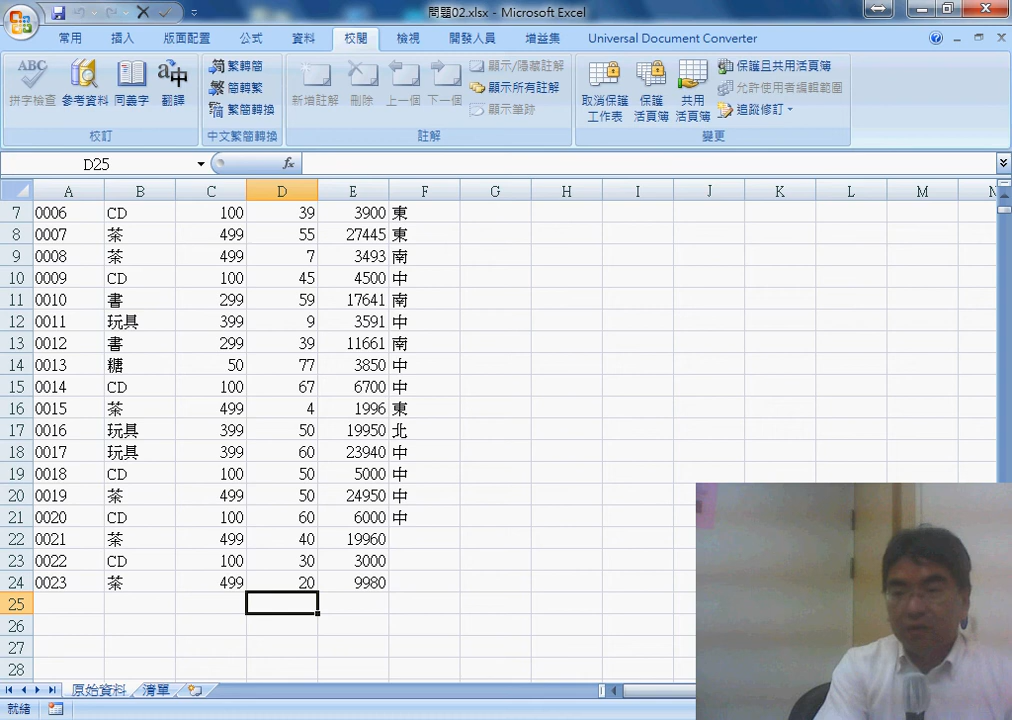 問題02.xlsx - Microsoft Excel
常用 插入 版面配置 公式 資料 校閱 檢視 開發人員 增益集 Universal Document Converter
ABC 拼字檢查 參考資料 同義字 翻譯
繁轉簡
簡轉繁
繁簡轉換
新增註解 刪除 上一個 下一個
顯示/隱藏註解
顯示所有註解
顯示筆跡
取消保護工作表 保護活頁簿 共用活頁簿
保護且共用活頁簿
允許使用者編輯範圍
追蹤修訂
校訂 中文繁簡轉換 註解 變更
D25 fx
A B C D E F G H I J K L M N
7 0006 CD 100 39 3900 東
8 0007 茶 499 55 27445 東
9 0008 茶 499 7 3493 南
10 0009 CD 100 45 4500 中
11 0010 書 299 59 17641 南
12 0011 玩具 399 9 3591 中
13 0012 書 299 39 11661 南
14 0013 糖 50 77 3850 中
15 0014 CD 100 67 6700 中
16 0015 茶 499 4 1996 東
17 0016 玩具 399 50 19950 北
18 0017 玩具 399 60 23940 中
19 0018 CD 100 50 5000 中
20 0019 茶 499 50 24950 中
21 0020 CD 100 60 6000 中
22 0021 茶 499 40 19960
23 0022 CD 100 30 3000
24 0023 茶 499 20 9980
25
26
27
28
原始資料 清單
就緒